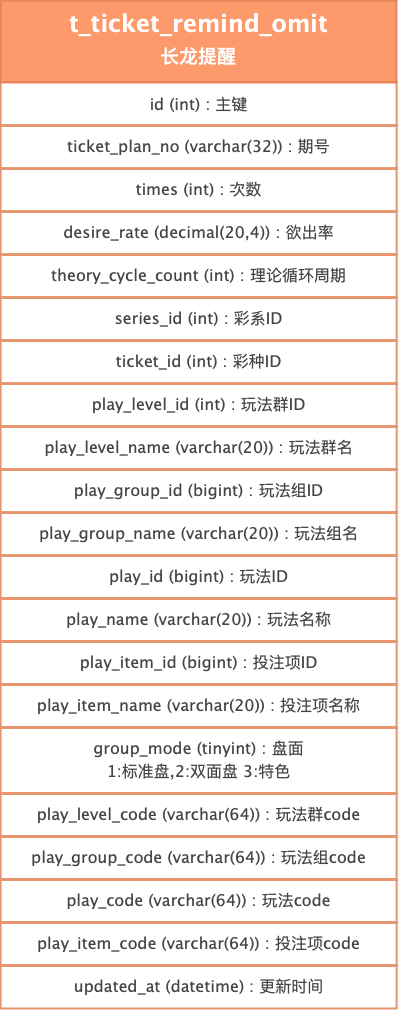 t_ticket_remind_omit
长龙提醒
id (int) : 主键
ticket_plan_no (varchar(32)) : 期号
times (int) : 次数
desire_rate (decimal(20,4)) : 欲出率
theory_cycle_count (int) : 理论循环周期
series_id (int) : 彩系ID
ticket_id (int) : 彩种ID
play_level_id (int) : 玩法群ID
play_level_name (varchar(20)) : 玩法群名
play_group_id (bigint) : 玩法组ID
play_group_name (varchar(20)) : 玩法组名
play_id (bigint) : 玩法ID
play_name (varchar(20)) : 玩法名称
play_item_id (bigint) : 投注项ID
play_item_name (varchar(20)) : 投注项名称
group_mode (tinyint) : 盘面
1:标准盘,2:双面盘 3:特色
play_level_code (varchar(64)) : 玩法群code
play_group_code (varchar(64)) : 玩法组code
play_code (varchar(64)) : 玩法code
play_item_code (varchar(64)) : 投注项code
updated_at (datetime) : 更新时间